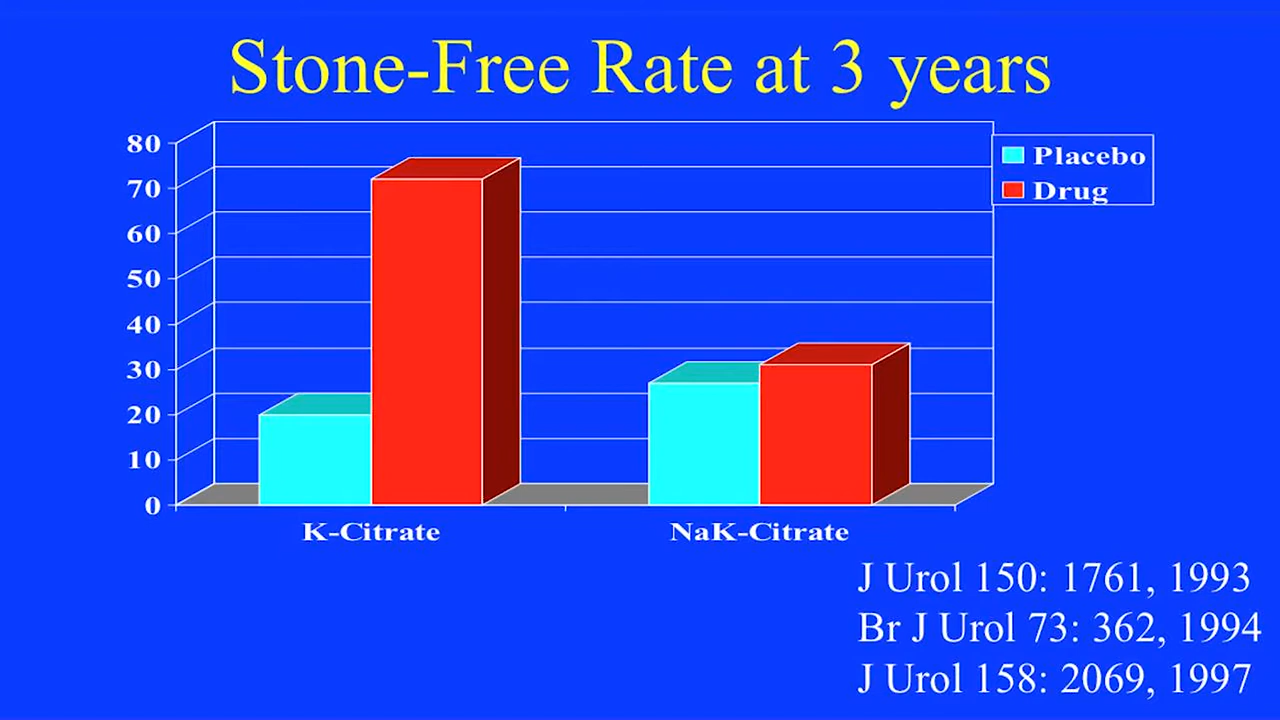 Stone-Free Rate at 3 years
80
70
60
50
40
30
20
10
0
Placebo
Drug
K-Citrate
NaK-Citrate
J Urol 150: 1761, 1993
Br J Urol 73: 362, 1994
J Urol 158: 2069, 1997